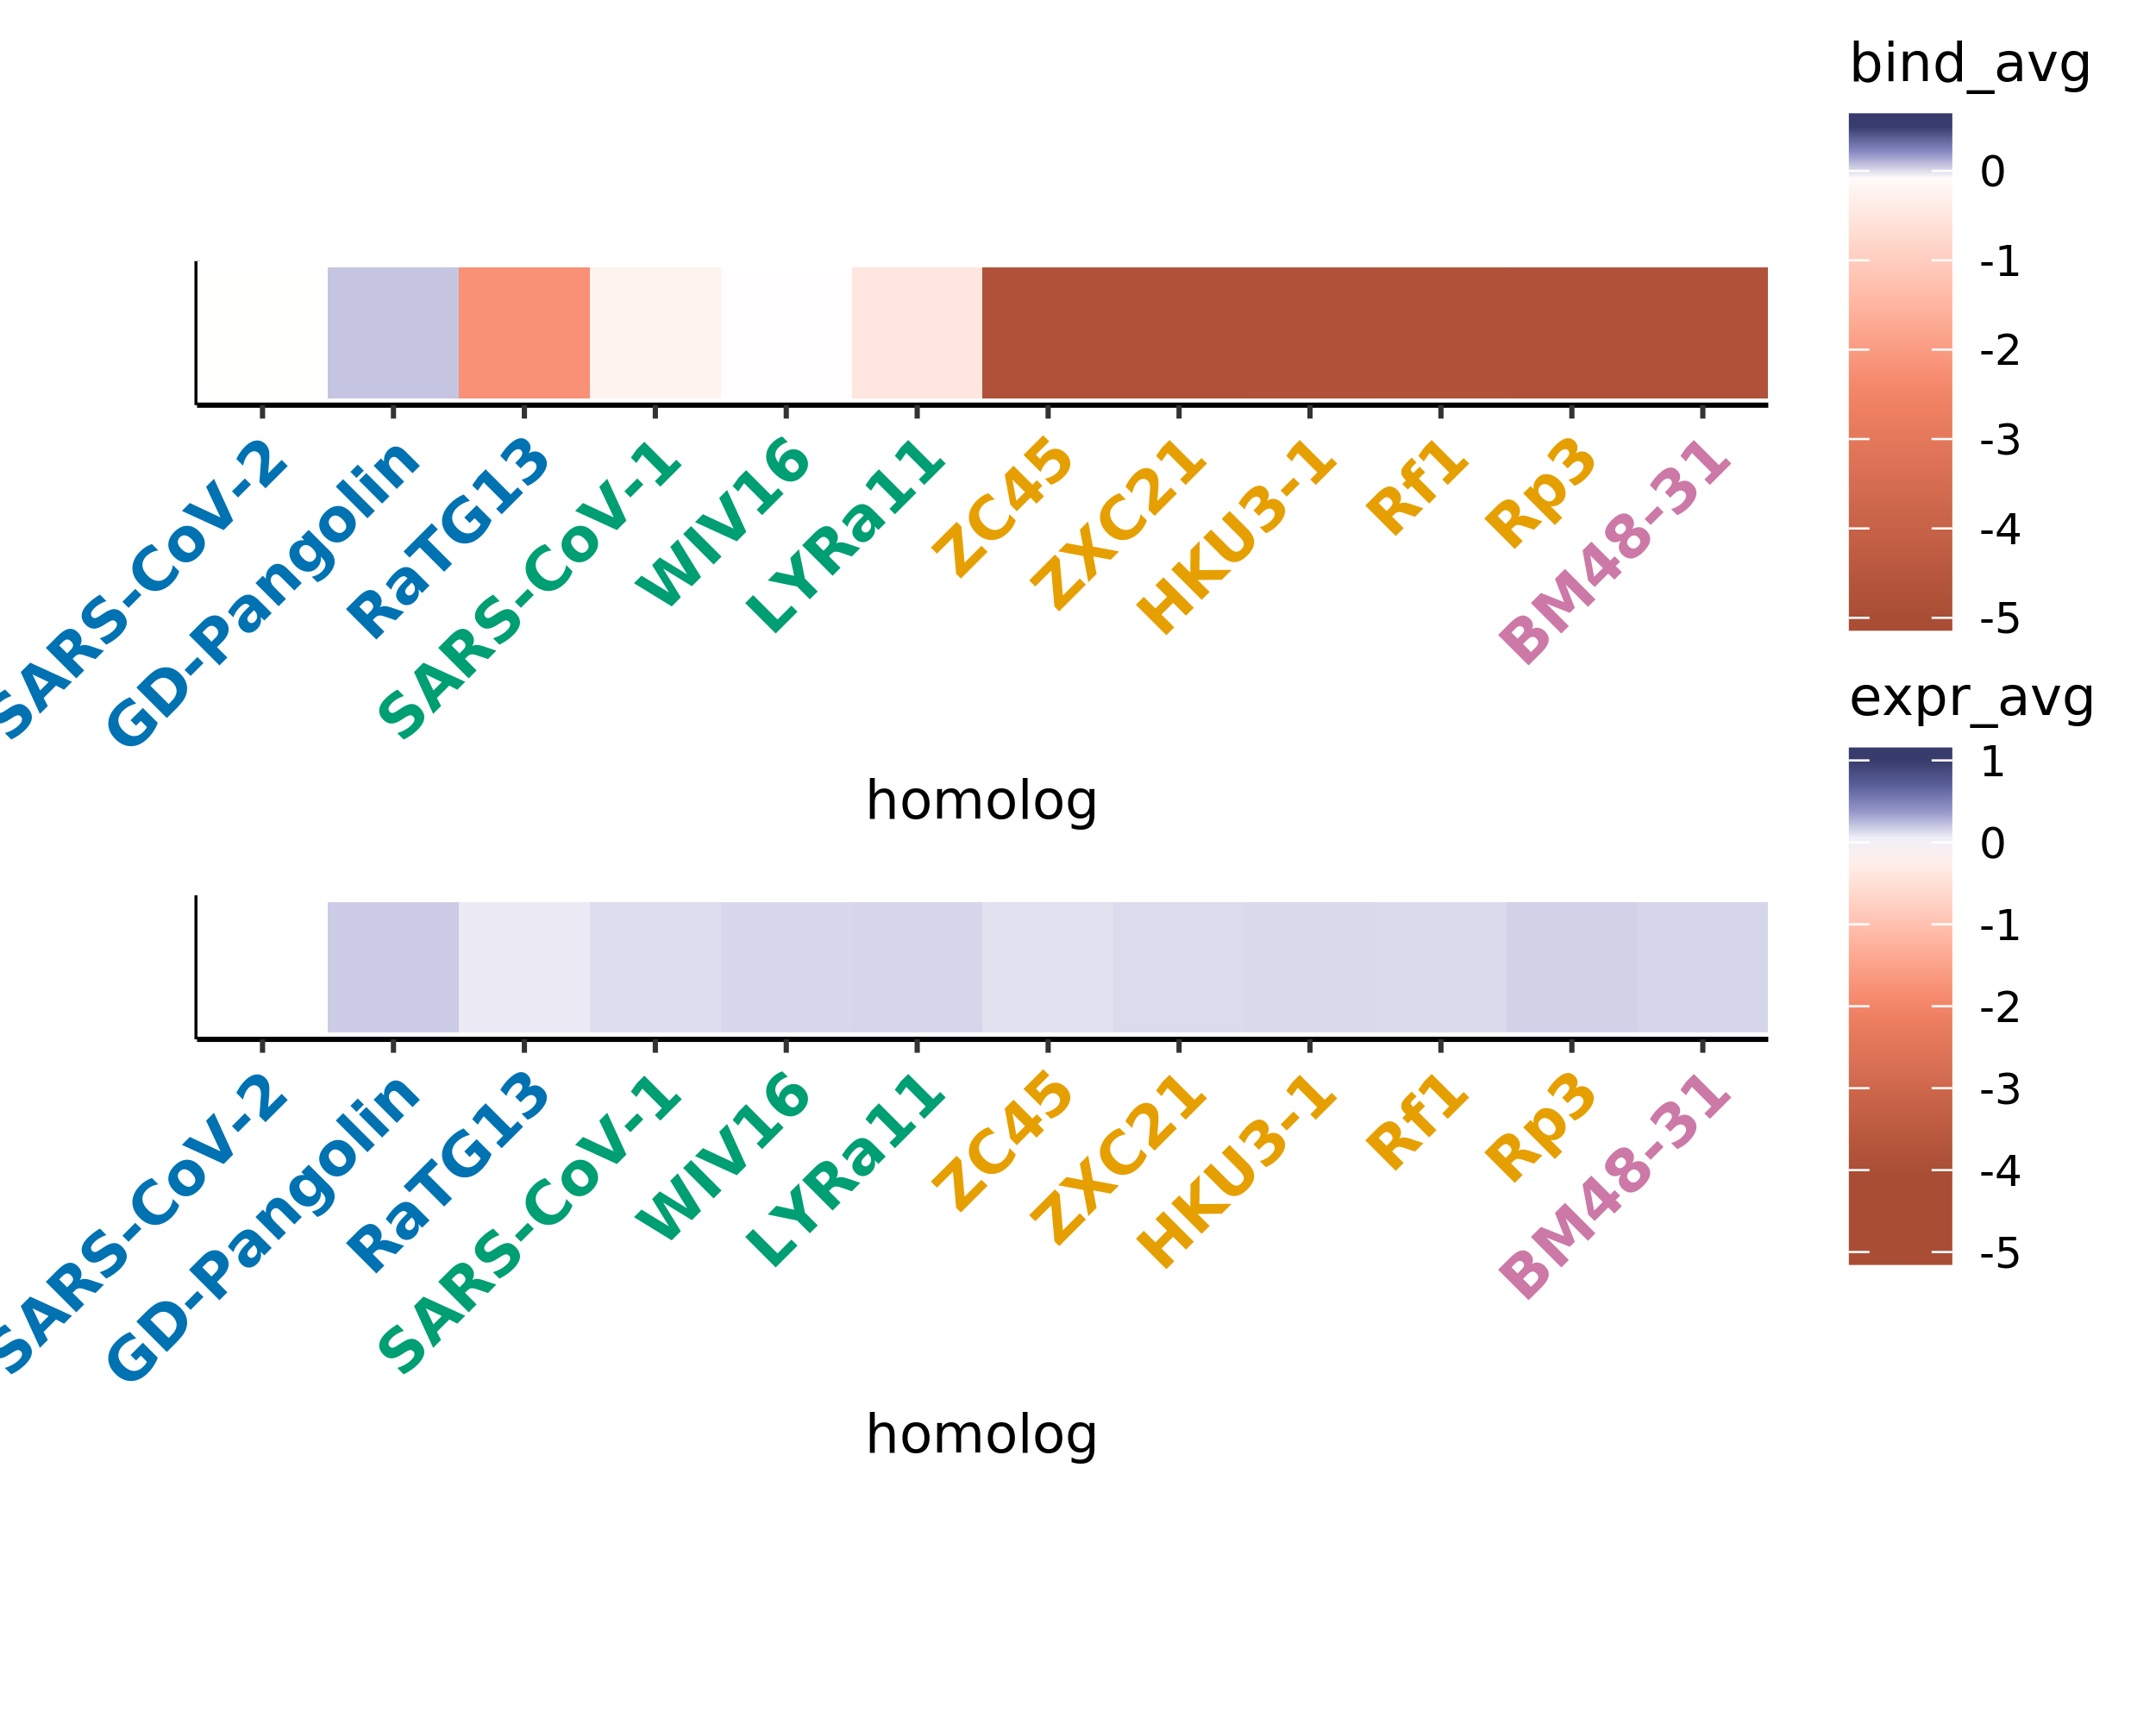 bind_avg
0
-1
-2
-3
-4
-5
SARS-CoV-2
GD-Pangolin
RaTG13
SARS-CoV-1
WIV16
LYRa11
ZC45
ZXC21
HKU3-1
Rf1
Rp3
BM48-31
homolog
expr_avg
1
0
-1
-2
-3
-4
-5
SARS-CoV-2
GD-Pangolin
RaTG13
SARS-CoV-1
WIV16
LYRa11
ZC45
ZXC21
HKU3-1
Rf1
Rp3
BM48-31
homolog